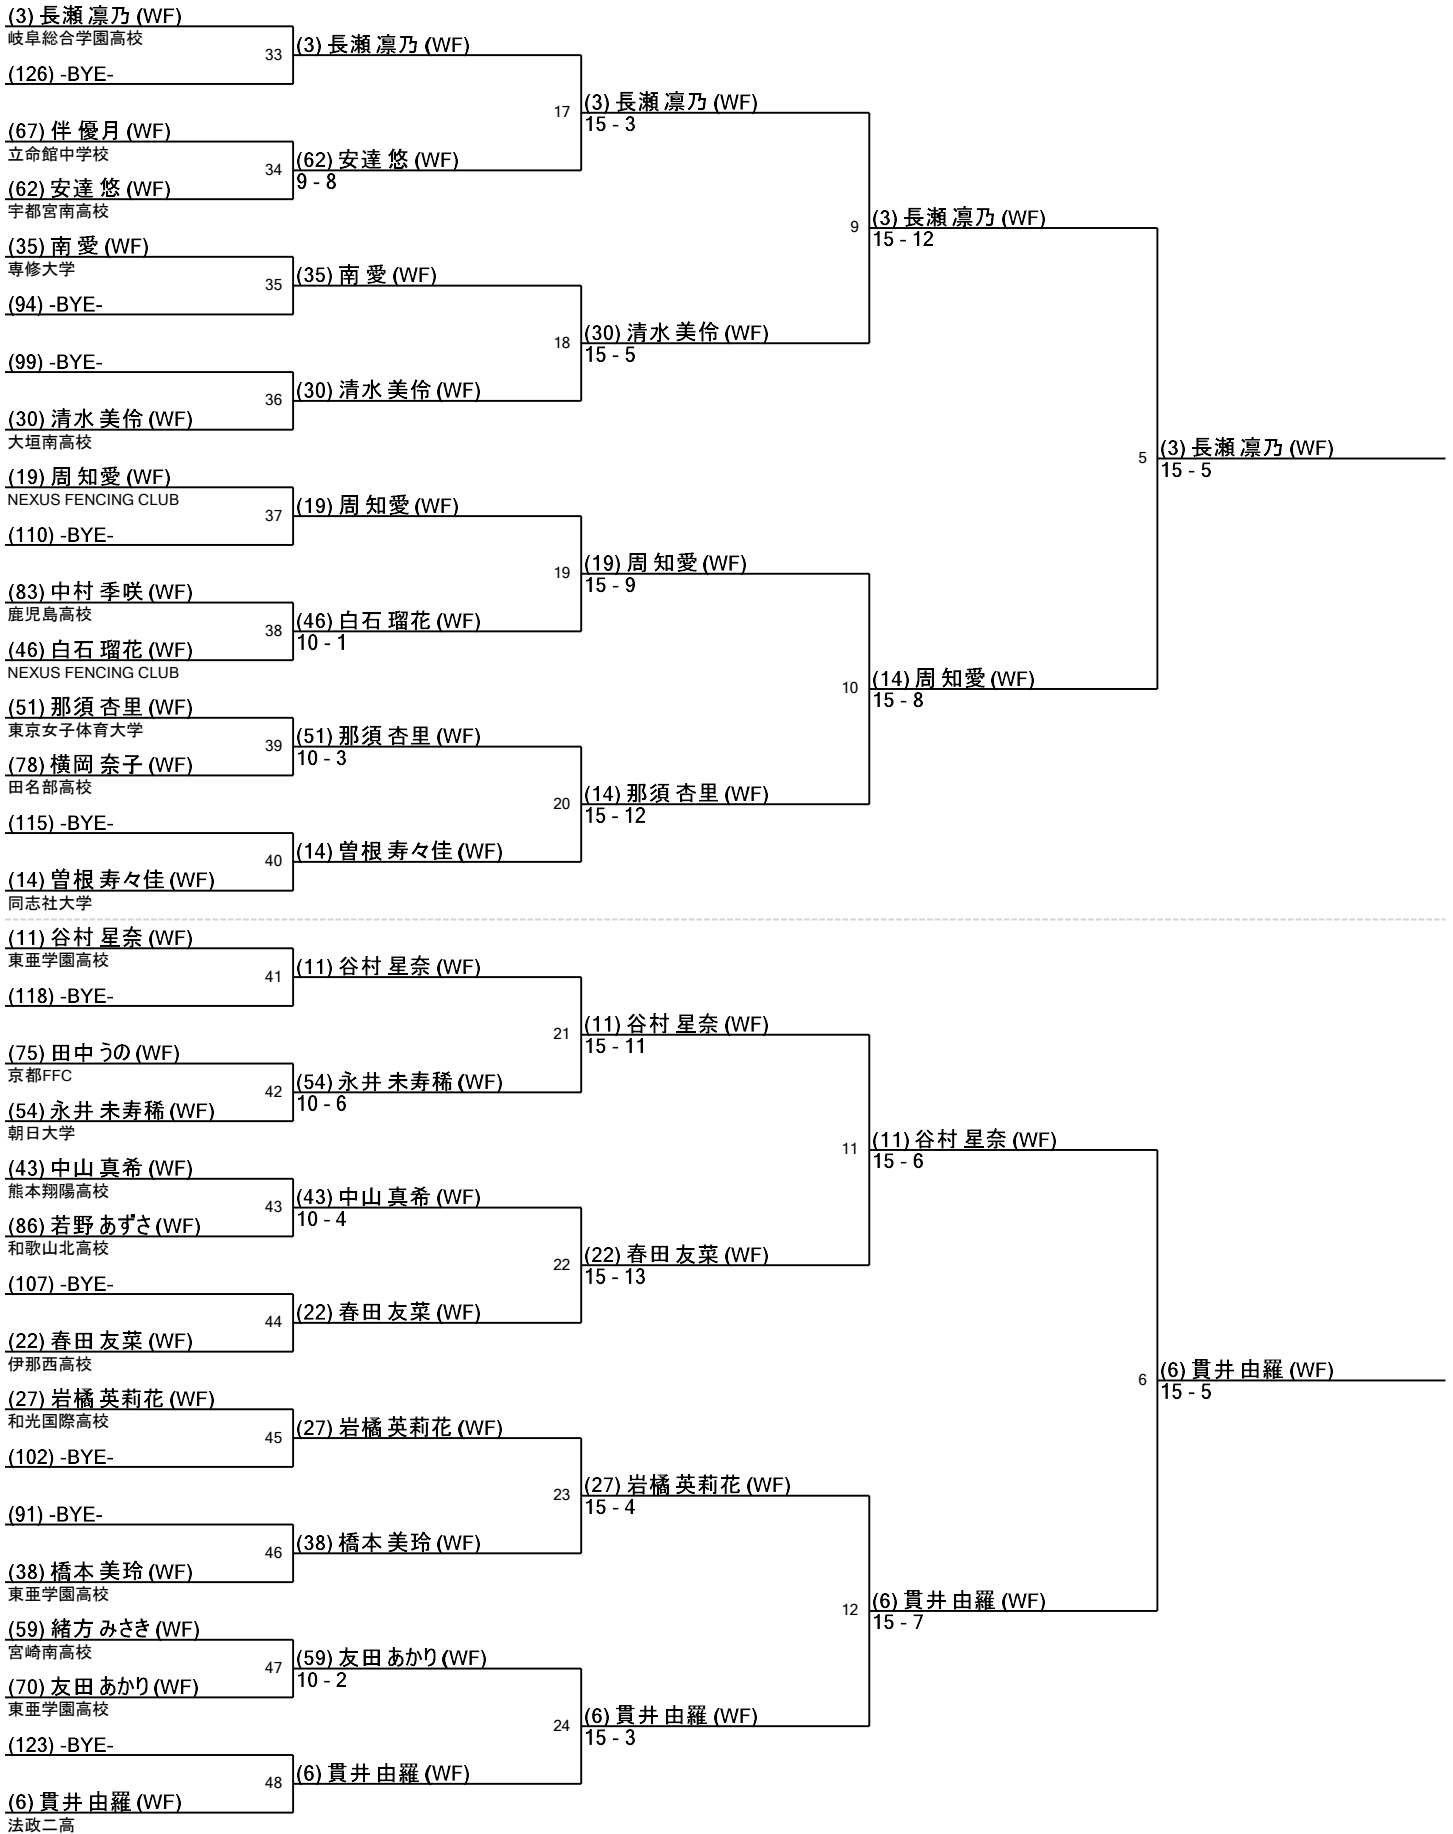 (3) 長瀬 凛乃 (WF)
岐阜総合学園高校
33
(126) -BYE-
(3) 長瀬 凛乃 (WF)
17
(67) 伴 優月 (WF)
立命館中学校
34
(62) 安達 悠 (WF)
宇都宮南高校
(62) 安達 悠 (WF)
9 - 8
(3) 長瀬 凛乃 (WF)
15 - 3
9
(35) 南 愛 (WF)
専修大学
35
(94) -BYE-
(35) 南 愛 (WF)
18
(99) -BYE-
36
(30) 清水 美伶 (WF)
大垣南高校
(30) 清水 美伶 (WF)
(30) 清水 美伶 (WF)
15 - 5
(3) 長瀬 凛乃 (WF)
15 - 12
5
(3) 長瀬 凛乃 (WF)
15 - 5
(19) 周 知愛 (WF)
NEXUS FENCING CLUB
37
(110) -BYE-
(19) 周 知愛 (WF)
19
(83) 中村 季咲 (WF)
鹿児島高校
38
(46) 白石 瑠花 (WF)
NEXUS FENCING CLUB
(46) 白石 瑠花 (WF)
10 - 1
(19) 周 知愛 (WF)
15 - 9
10
(51) 那須 杏里 (WF)
東京女子体育大学
39
(78) 横岡 奈子 (WF)
田名部高校
(51) 那須 杏里 (WF)
10 - 3
20
(115) -BYE-
40
(14) 曽根 寿々佳 (WF)
同志社大学
(14) 曽根 寿々佳 (WF)
(14) 那須 杏里 (WF)
15 - 12
(14) 周 知愛 (WF)
15 - 8
(11) 谷村 星奈 (WF)
東亜学園高校
41
(118) -BYE-
(11) 谷村 星奈 (WF)
21
(75) 田中 うの (WF)
京都FFC
42
(54) 永井 未寿稀 (WF)
朝日大学
(54) 永井 未寿稀 (WF)
10 - 6
(11) 谷村 星奈 (WF)
15 - 11
11
(43) 中山 真希 (WF)
熊本翔陽高校
43
(86) 若野 あずさ (WF)
和歌山北高校
(43) 中山 真希 (WF)
10 - 4
22
(107) -BYE-
44
(22) 春田 友菜 (WF)
伊那西高校
(22) 春田 友菜 (WF)
(22) 春田 友菜 (WF)
15 - 13
(11) 谷村 星奈 (WF)
15 - 6
6
(6) 貫井 由羅 (WF)
15 - 5
(27) 岩橘 英莉花 (WF)
和光国際高校
45
(102) -BYE-
(27) 岩橘 英莉花 (WF)
23
(91) -BYE-
46
(38) 橋本 美玲 (WF)
東亜学園高校
(38) 橋本 美玲 (WF)
(27) 岩橘 英莉花 (WF)
15 - 4
12
(59) 緒方 みさき (WF)
宮崎南高校
47
(70) 友田 あかり (WF)
東亜学園高校
(59) 友田 あかり (WF)
10 - 2
24
(123) -BYE-
48
(6) 貫井 由羅 (WF)
法政二高
(6) 貫井 由羅 (WF)
(6) 貫井 由羅 (WF)
15 - 3
(6) 貫井 由羅 (WF)
15 - 7